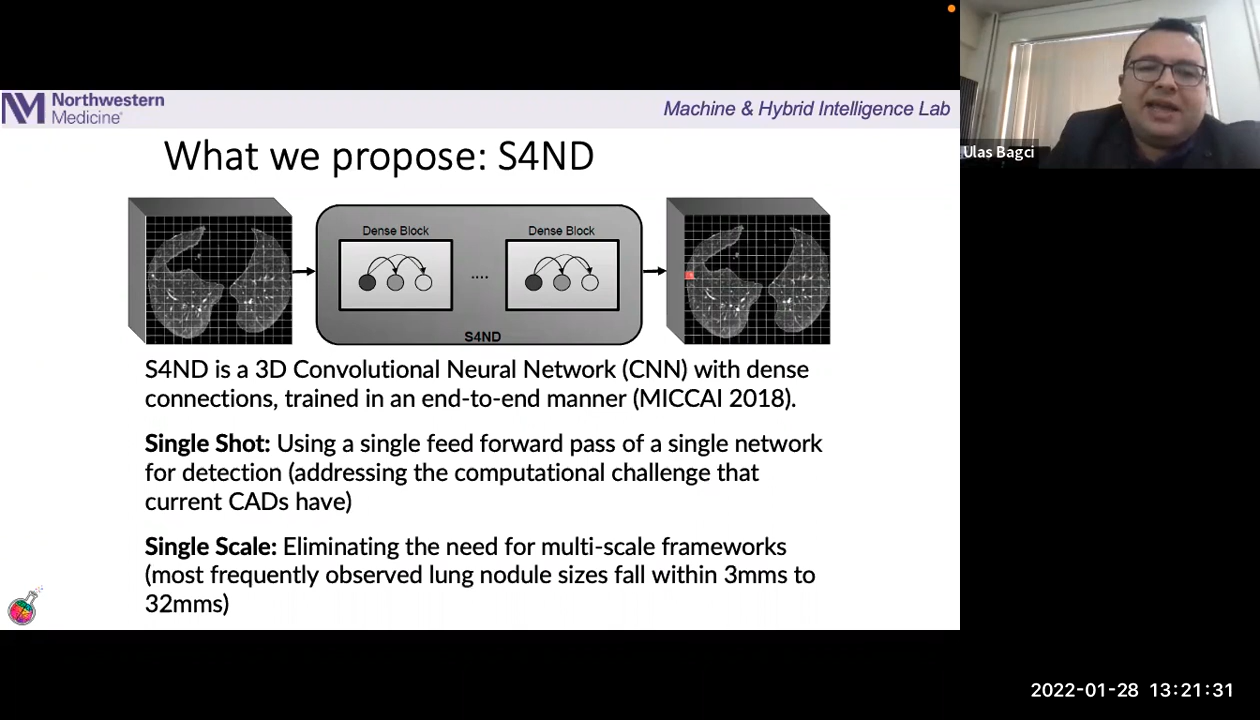 Northwestern
Medicine®
Machine & Hybrid Intelligence Lab
What we propose: S4ND
Dense Block
Dense Block
....
S4ND
S4ND is a 3D Convolutional Neural Network (CNN) with dense
connections, trained in an end-to-end manner (MICCAI 2018).
Single Shot: Using a single feed forward pass of a single network
for detection (addressing the computational challenge that
current CADs have)
Single Scale: Eliminating the need for multi-scale frameworks
(most frequently observed lung nodule sizes fall within 3mms to
32mms)
Ulas Bagci
2022-01-28 13:21:31